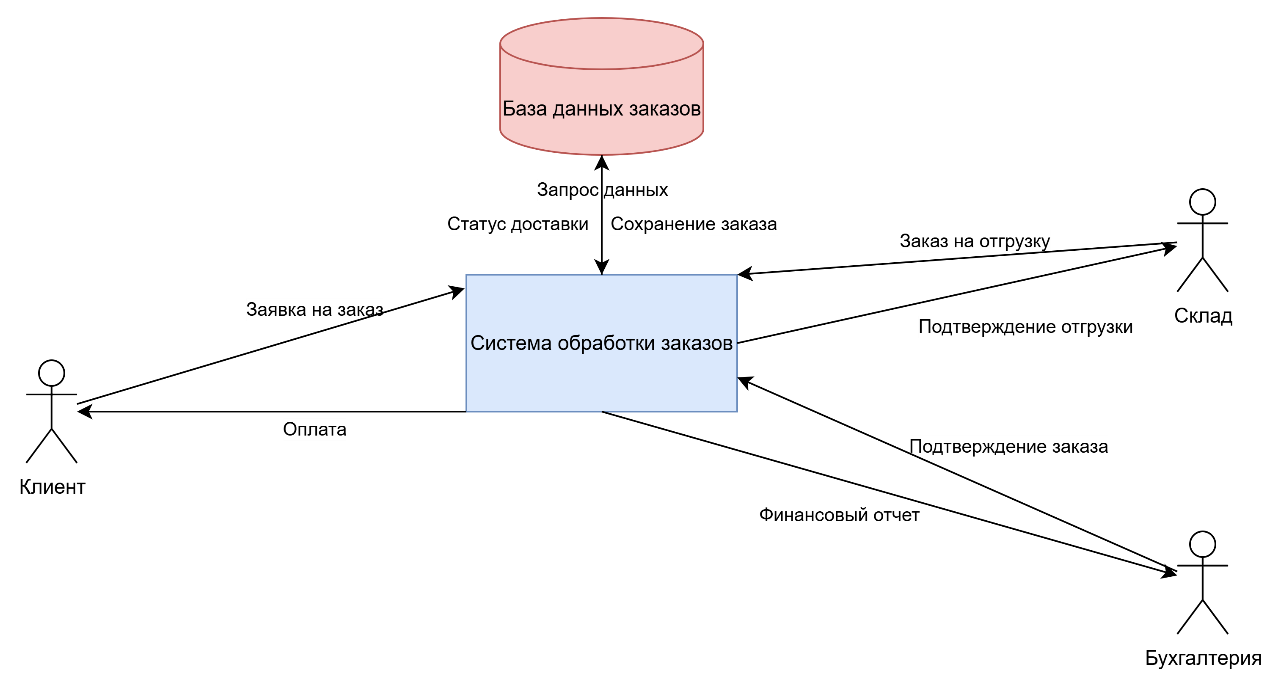 База данных заказов
Запрос данных
Статус доставки
Сохранение заказа
Заказ на отгрузку
Заявка на заказ
Склад
Подтверждение отгрузки
Система обработки заказов
Оплата
Подтверждение заказа
Клиент
Финансовый отчет
Бухгалтерия